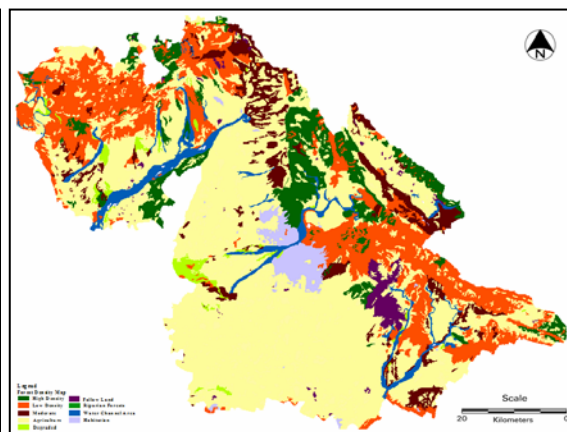 Legend
Forest Density Map
High Density
Low Density
Moderate
Agriculture
Degraded
Fallow Land
Riparian Forests
Water Channel Area
Habitation
Scale
20 0
Kilometers